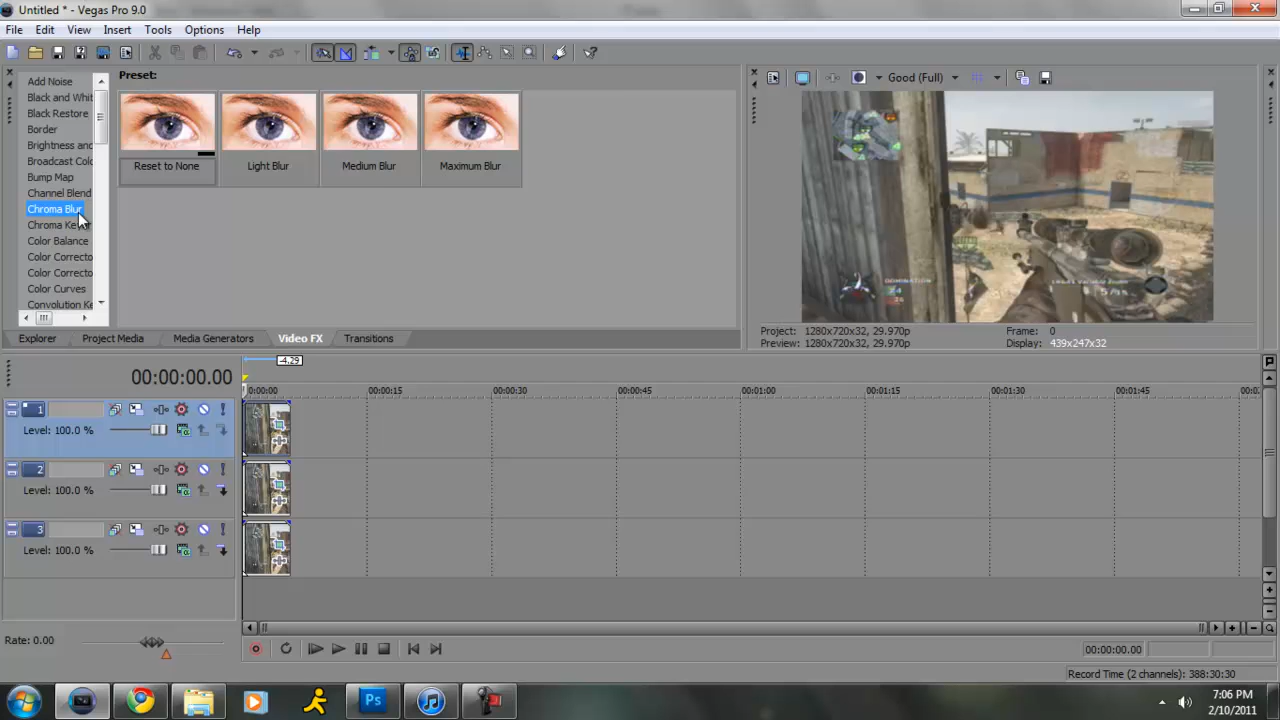 Untitled * - Vegas Pro 9.0
File Edit View Insert Tools Options Help
Add Noise
Black and Whit
Black Restore
Border
Brightness and
Broadcast Colo
Bump Map
Channel Blend
Chroma Blur
Chroma Ke
Color Balance
Color Correcto
Color Correcto
Color Curves
Convolution Ke
Preset:
Reset to None
Light Blur
Medium Blur
Maximum Blur
Good (Full)
DOMINATION
Project: 1280x720x32, 29.970p
Preview: 1280x720x32, 29.970p
Frame: 0
Display: 439x247x32
Explorer Project Media Media Generators Video FX Transitions
-4.29
00:00:00.00
0:00:00 00:00:15 00:00:30 00:00:45 00:01:00 00:01:15 00:01:30 00:01:45
1
Level: 100.0 %
2
Level: 100.0 %
3
Level: 100.0 %
Rate: 0.00
00:00:00.00
Record Time (2 channels): 388:30:30
Ps
7:06 PM
2/10/2011